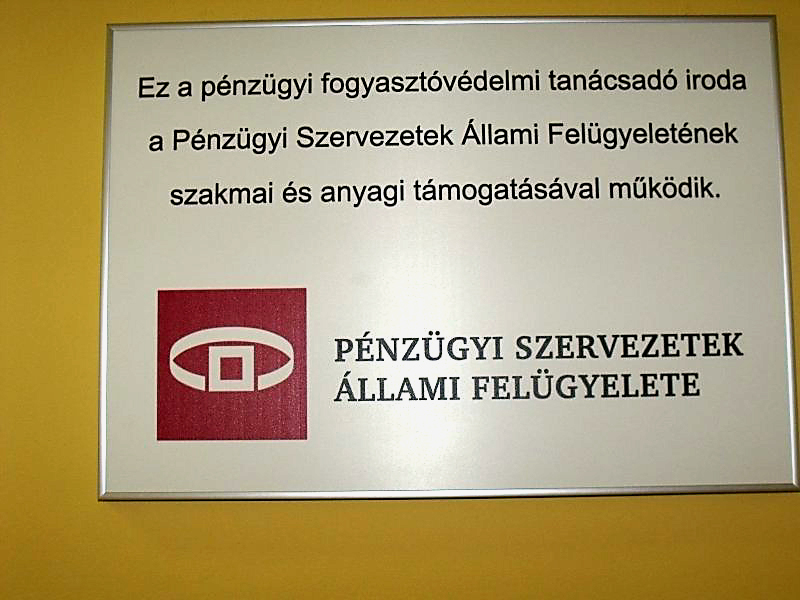 Ez a pénzügyi fogyasztóvédelmi tanácsadó iroda
a Pénzügyi Szervezetek Állami Felügyeletének
szakmai és anyagi támogatásával működik.
PÉNZÜGYI SZERVEZETEK
ÁLLAMI FELÜGYELETE